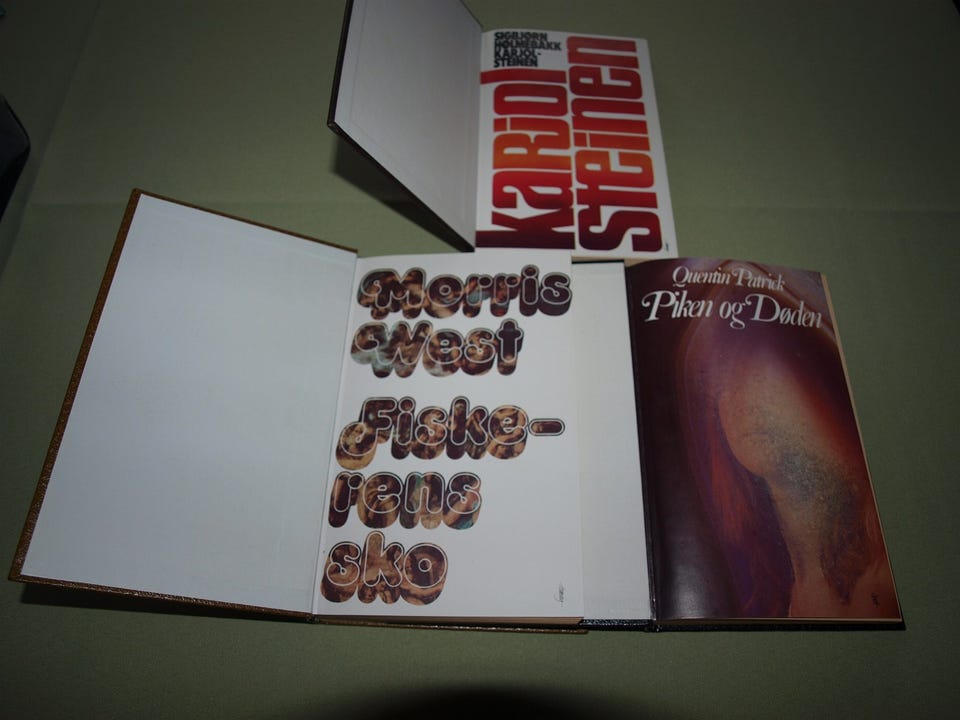 SIGBJØRN
HØLMEBAKK
KARJOL-
STEINEN
karjol
steinen
Morris
West
Fiske-
rens
sko
Quentin Patrick
Piken og Døden